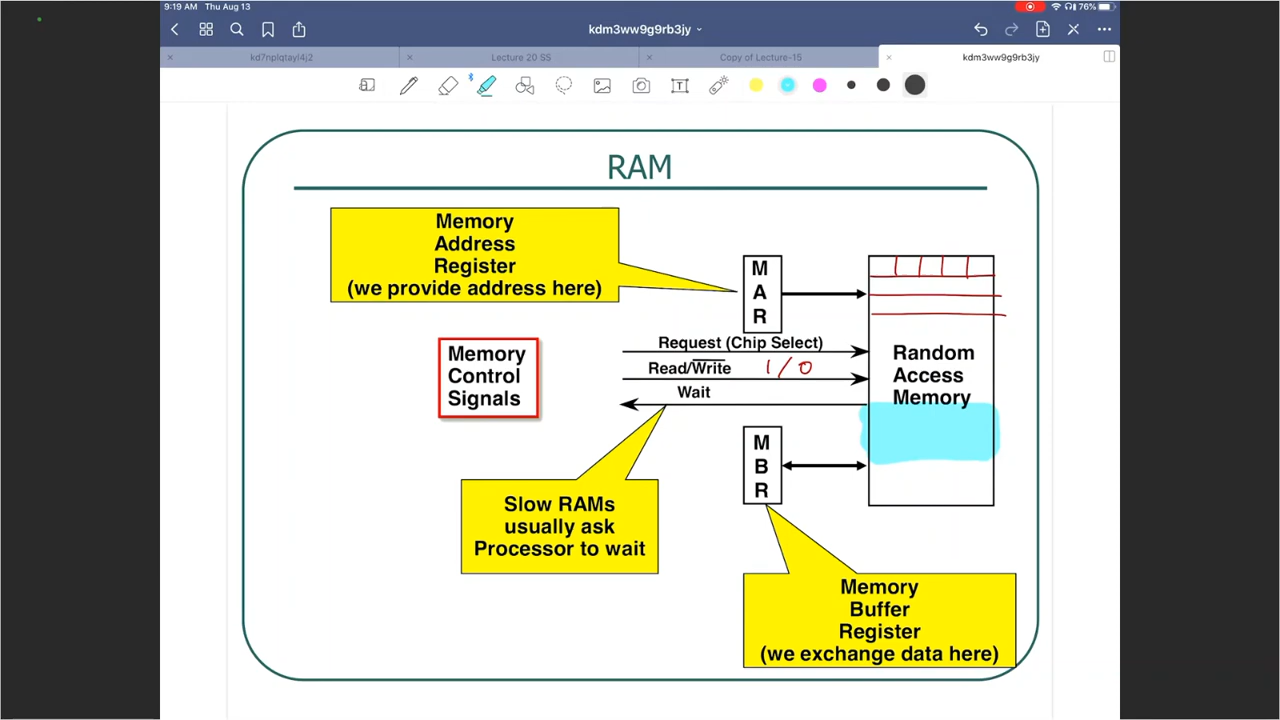 9:19 AM Thu Aug 13
76%
kdm3ww9g9rb3jy
kd7nplqtayl4j2
Lecture 20 SS
Copy of Lecture-15
kdm3ww9g9rb3jy
RAM
Memory
Address
Register
(we provide address here)
M
A
R
Memory
Control
Signals
Request (Chip Select)
Read/Write 1/0
Wait
Random
Access
Memory
M
B
R
Slow RAMs
usually ask
Processor to wait
Memory
Buffer
Register
(we exchange data here)